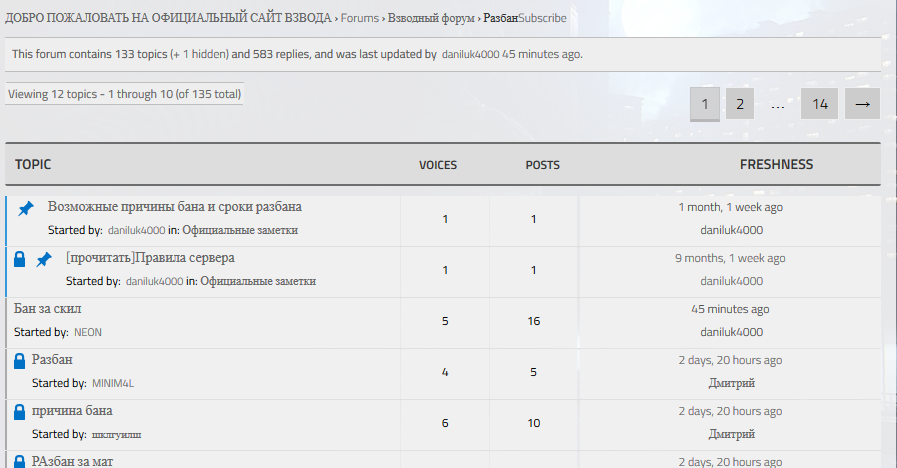 ДОБРО ПОЖАЛОВАТЬ НА ОФИЦИАЛЬНЫЙ САЙТ ВЗВОДА › Forums › Взводный форум › РазбанSubscribe
This forum contains 133 topics (+ 1 hidden) and 583 replies, and was last updated by daniluk4000 45 minutes ago.
Viewing 12 topics - 1 through 10 (of 135 total)
1 2 … 14 →
TOPIC VOICES POSTS FRESHNESS
Возможные причины бана и сроки разбана 1 1 1 month, 1 week ago
Started by: daniluk4000 in: Официальные заметки daniluk4000
[прочитать]Правила сервера 1 1 9 months, 1 week ago
Started by: daniluk4000 in: Официальные заметки daniluk4000
Бан за скил 5 16 45 minutes ago
Started by: NEON daniluk4000
Разбан 4 5 2 days, 20 hours ago
Started by: MINIM4L Дмитрий
причина бана 6 10 2 days, 20 hours ago
Started by: шклгуилш Дмитрий
РАзбан за мат 2 days, 20 hours ago